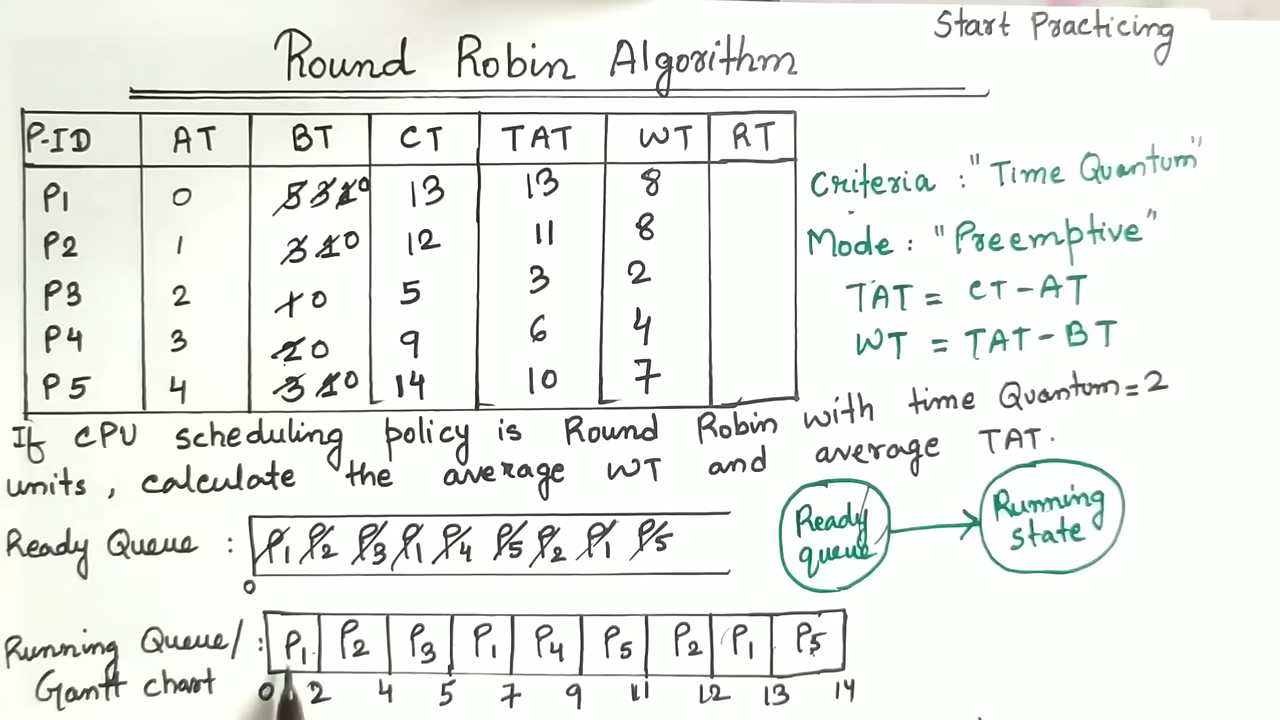 Start Practicing
Round Robin Algorithm
P-ID AT BT CT TAT WT RT
P1 0 5 3 1 0 13 13 8
P2 1 3 1 0 12 11 8
P3 2 1 0 5 3 2
P4 3 2 0 9 6 4
P5 4 3 1 0 14 10 7
Criteria : "Time Quantum"
Mode : "Preemptive"
TAT = CT - AT
WT = TAT - BT
If CPU scheduling policy is Round Robin with time Quantum = 2
units, calculate the average WT and average TAT.
Ready Queue : P1 P2 P3 P1 P4 P5 P2 P1 P5
0
Ready
queue
Running
state
Running Queue/ : P1 P2 P3 P1 P4 P5 P2 P1 P5
Gantt chart 0 2 4 5 7 9 11 12 13 14